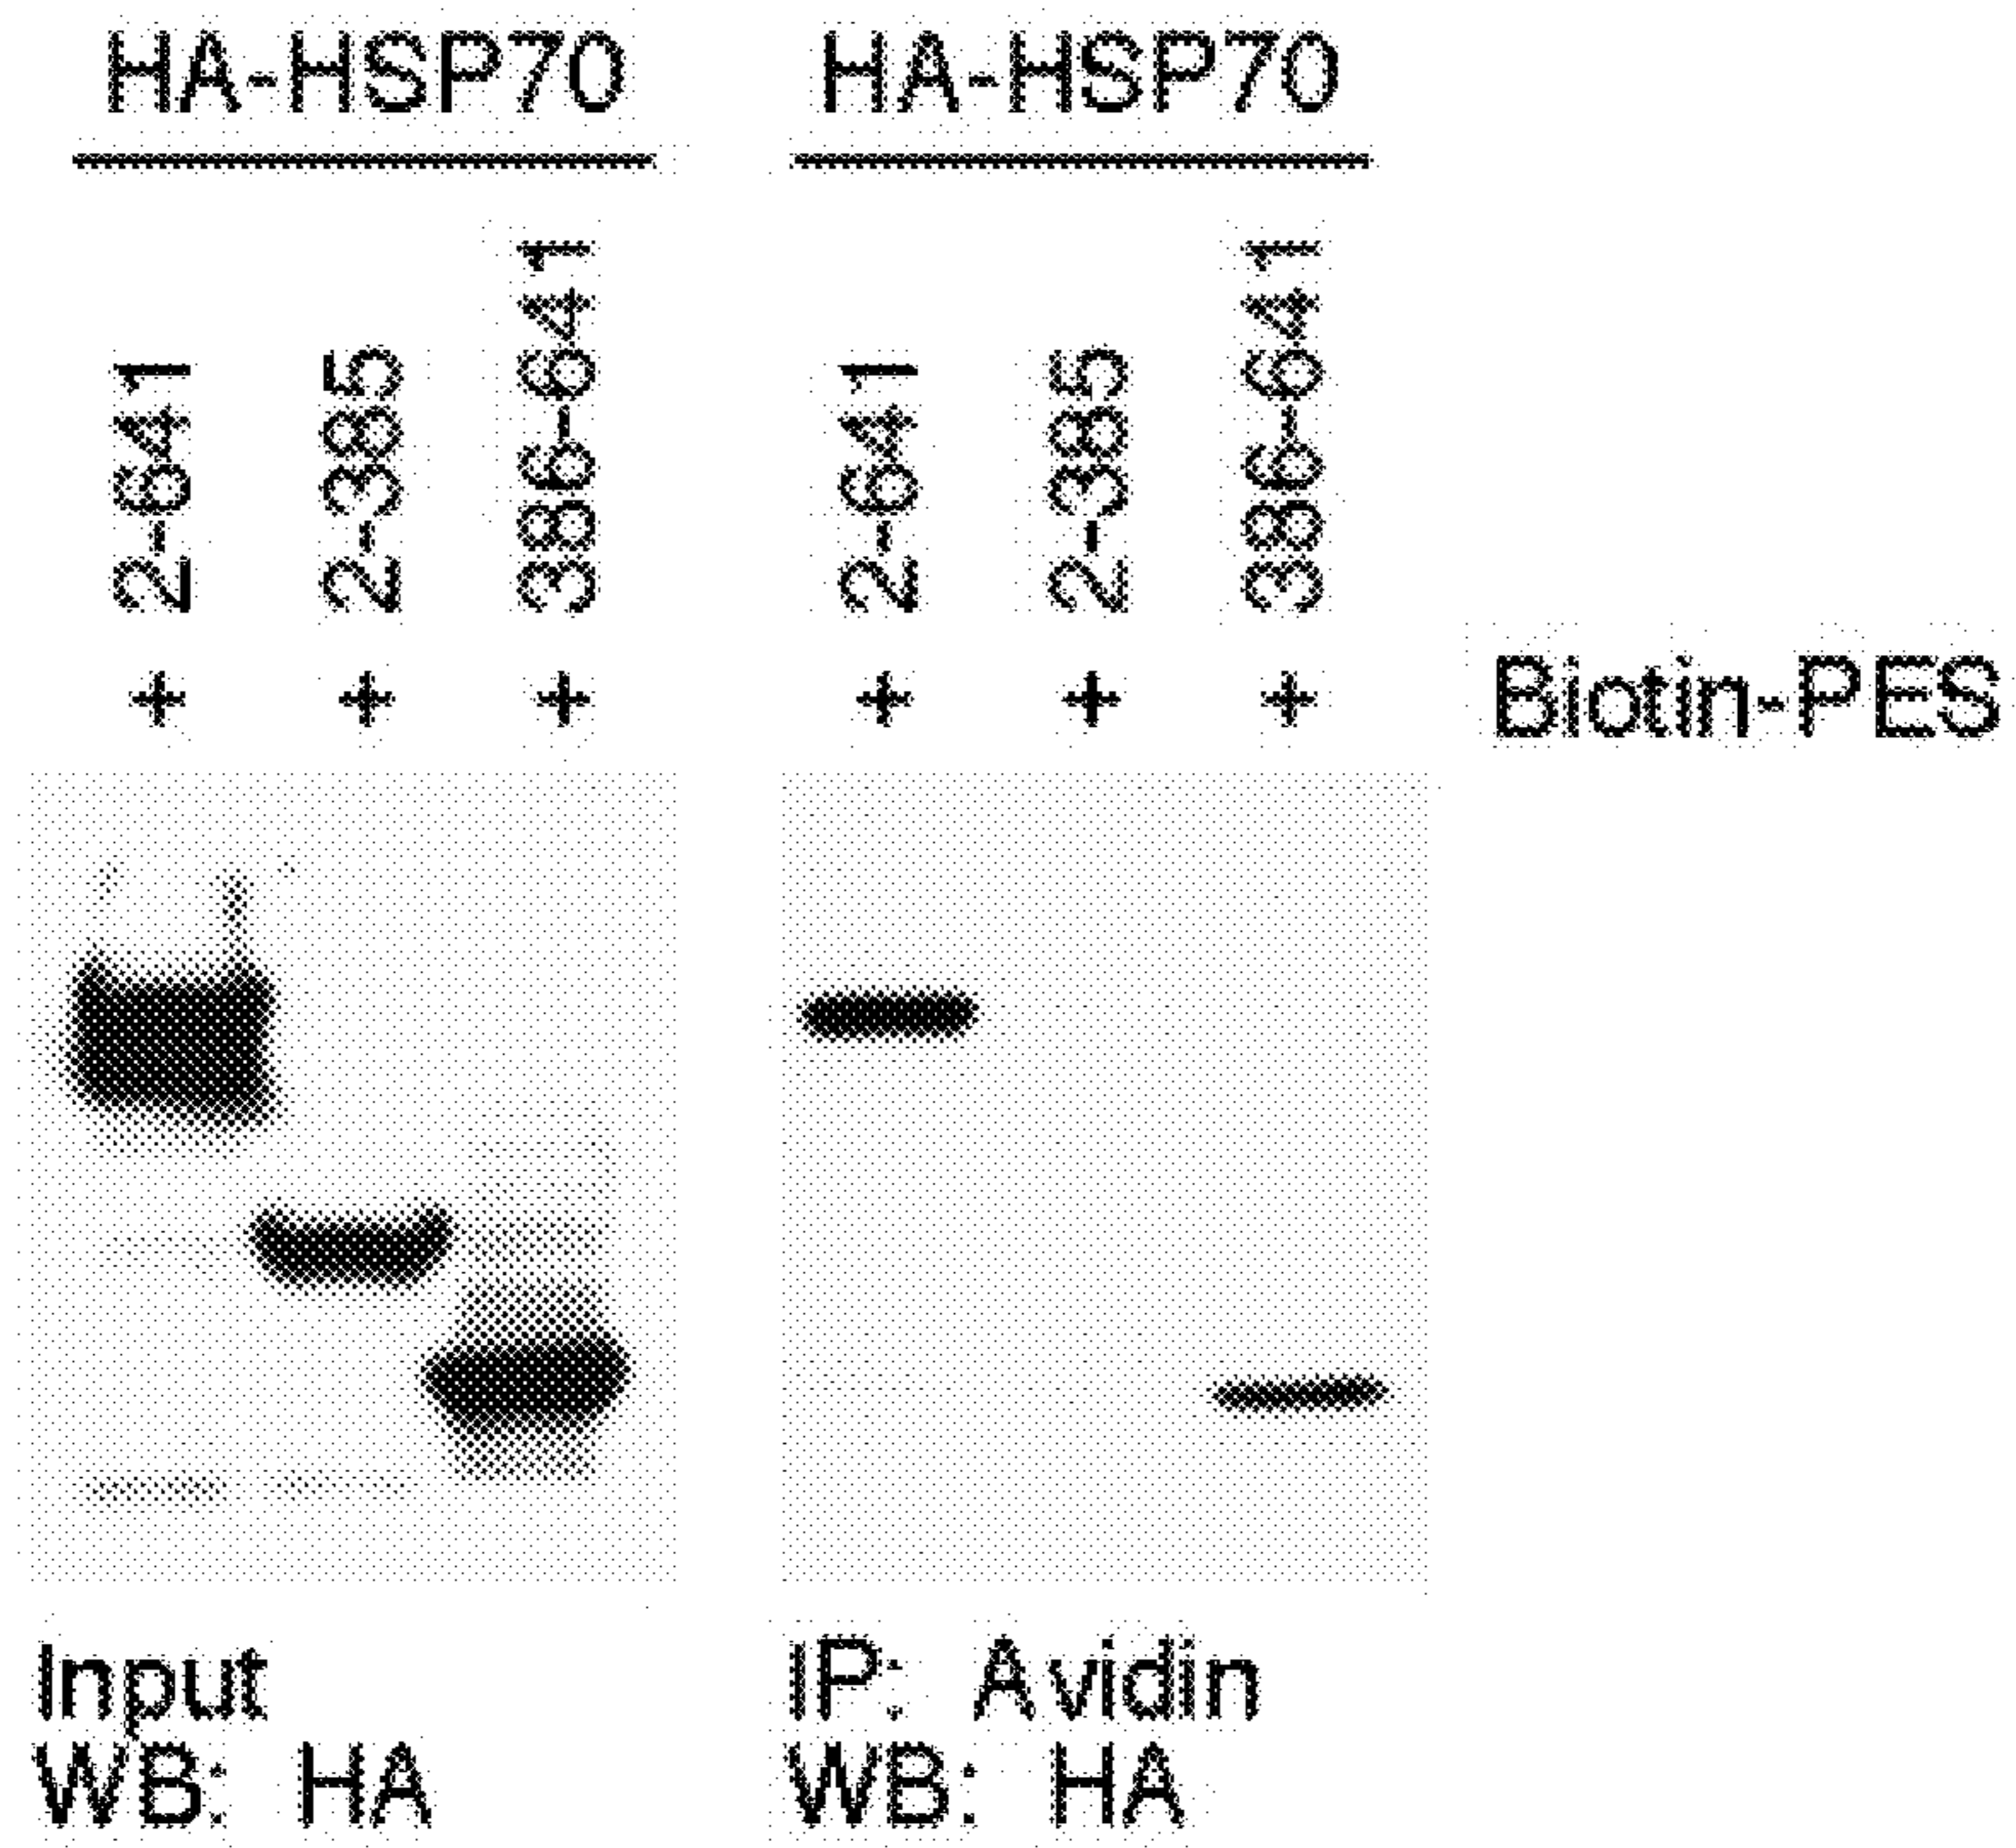 HA-HSP70 HA-HSP70
2-641 2-385 386-641 2-641 2-385 386-641
+ + + + + + Biotin-PES
Input IP: Avidin
WB: HA WB: HA